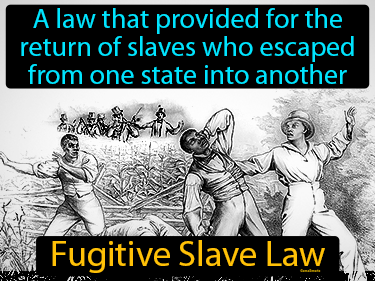 A law that provided for the
return of slaves who escaped
from one state into another
Fugitive Slave Law